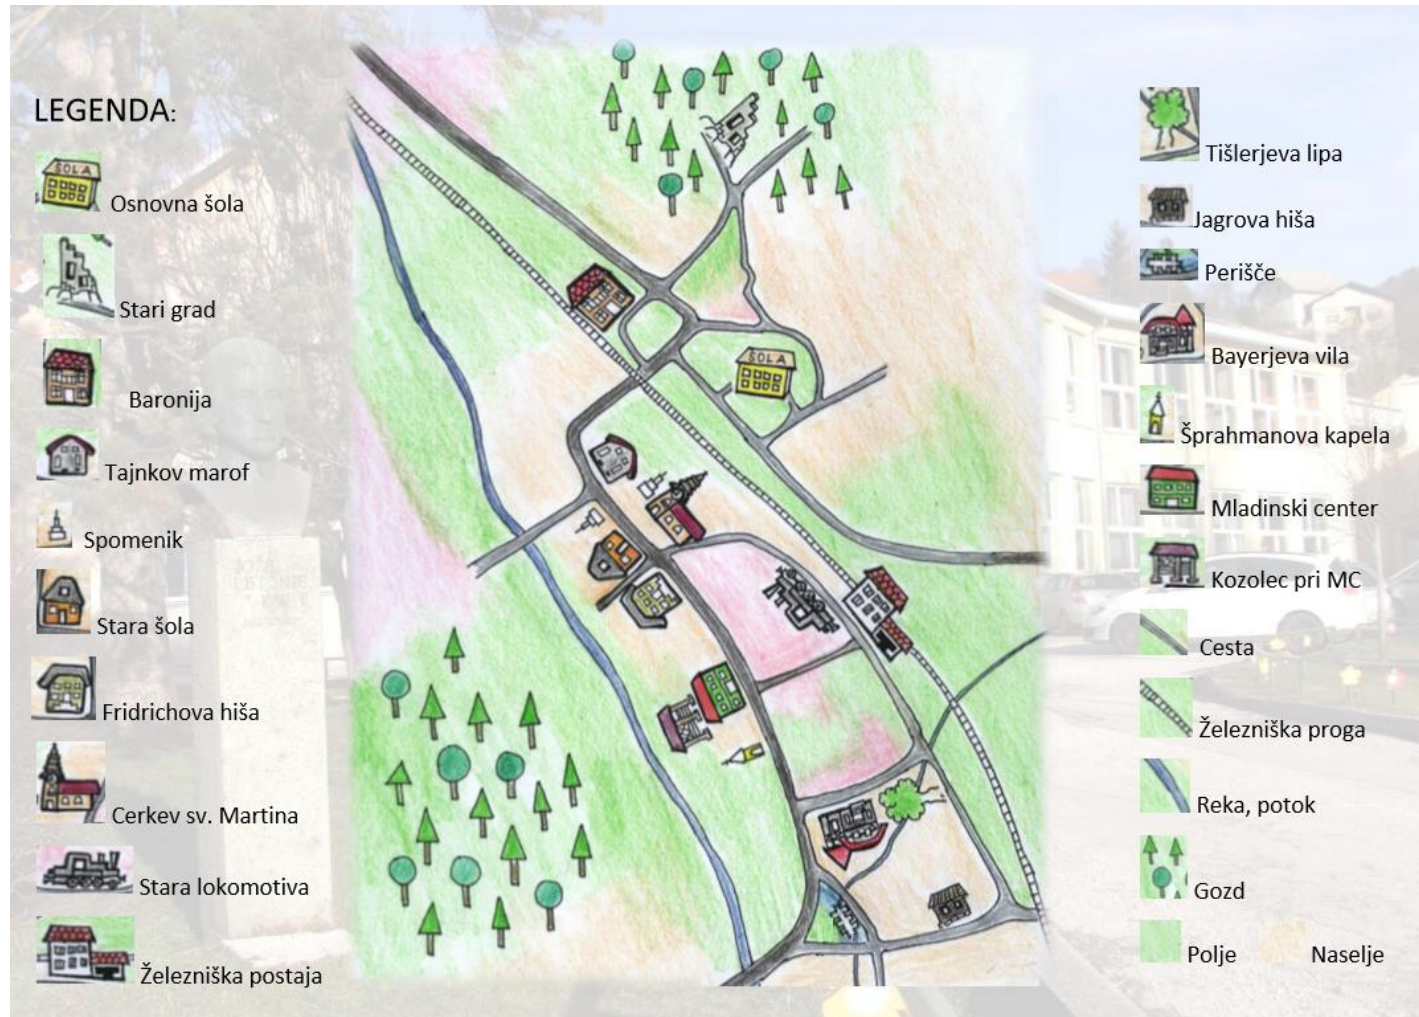 LEGENDA:
Osnovna šola
Stari grad
Baronija
Tajnkov marof
Spomenik
Stara šola
Fridrichova hiša
Cerkev sv. Martina
Stara lokomotiva
Železniška postaja
ŠOLA
ŠOLA
Tišlerjeva lipa
Jagrova hiša
Perišče
Bayerjeva vila
Šprahmanova kapela
Mladinski center
Kozolec pri MC
Cesta
Železniška proga
Reka, potok
Gozd
Polje
Naselje